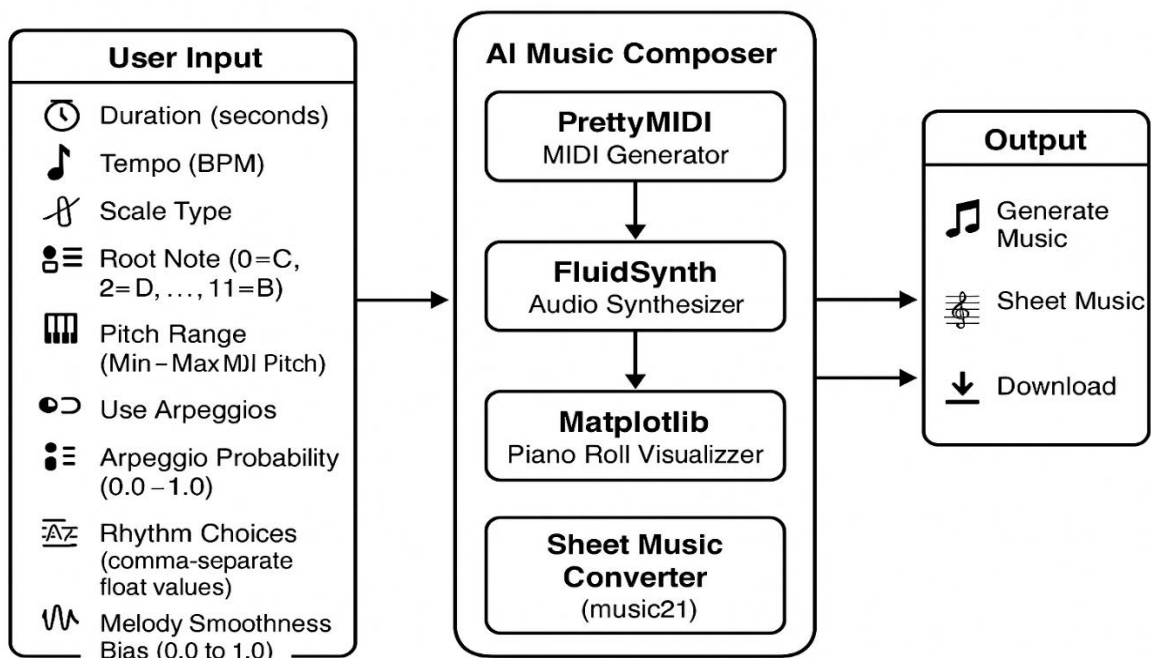 User Input
Duration (seconds)
Tempo (BPM)
Scale Type
Root Note (0=C,
2=D, ..., 11=B)
Pitch Range
(Min–Max MJI Pitch)
Use Arpeggios
Arpeggio Probability
(0.0–1.0)
Rhythm Choices
(comma-separate
float values)
Melody Smoothness
Bias (0.0 to 1.0)
AI Music Composer
PrettyMIDI
MIDI Generator
FluidSynth
Audio Synthesizer
Matplotlib
Piano Roll Visualizzer
Sheet Music
Converter
(music21)
Output
Generate
Music
Sheet Music
Download